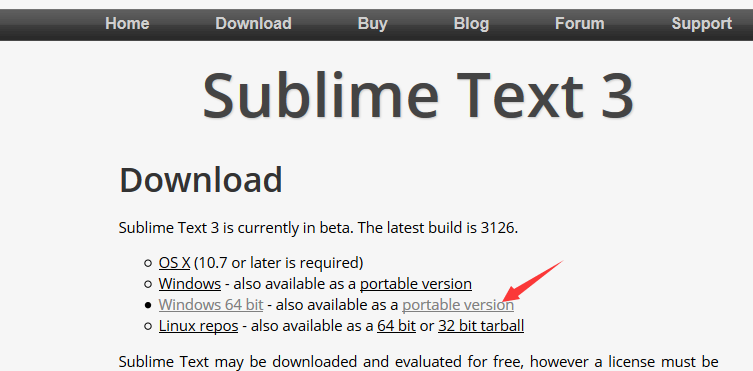 Home Download Buy Blog Forum Support
Sublime Text 3
Download
Sublime Text 3 is currently in beta. The latest build is 3126.
OS X (10.7 or later is required)
Windows - also available as a portable version
Windows 64 bit - also available as a portable version
Linux repos - also available as a 64 bit or 32 bit tarball
Sublime Text may be downloaded and evaluated for free, however a license must be